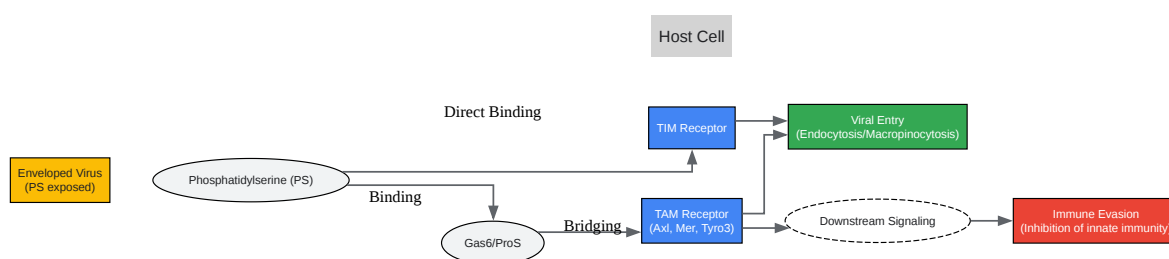 Host Cell
Direct Binding
TIM Receptor
Viral Entry
(Endocytosis/Macropinocytosis)
Enveloped Virus
(PS exposed)
Phosphatidylserine (PS)
Binding
Gas6/ProS
Bridging
TAM Receptor
(Axl, Mer, Tyro3)
Downstream Signaling
Immune Evasion
(Inhibition of innate immunity)